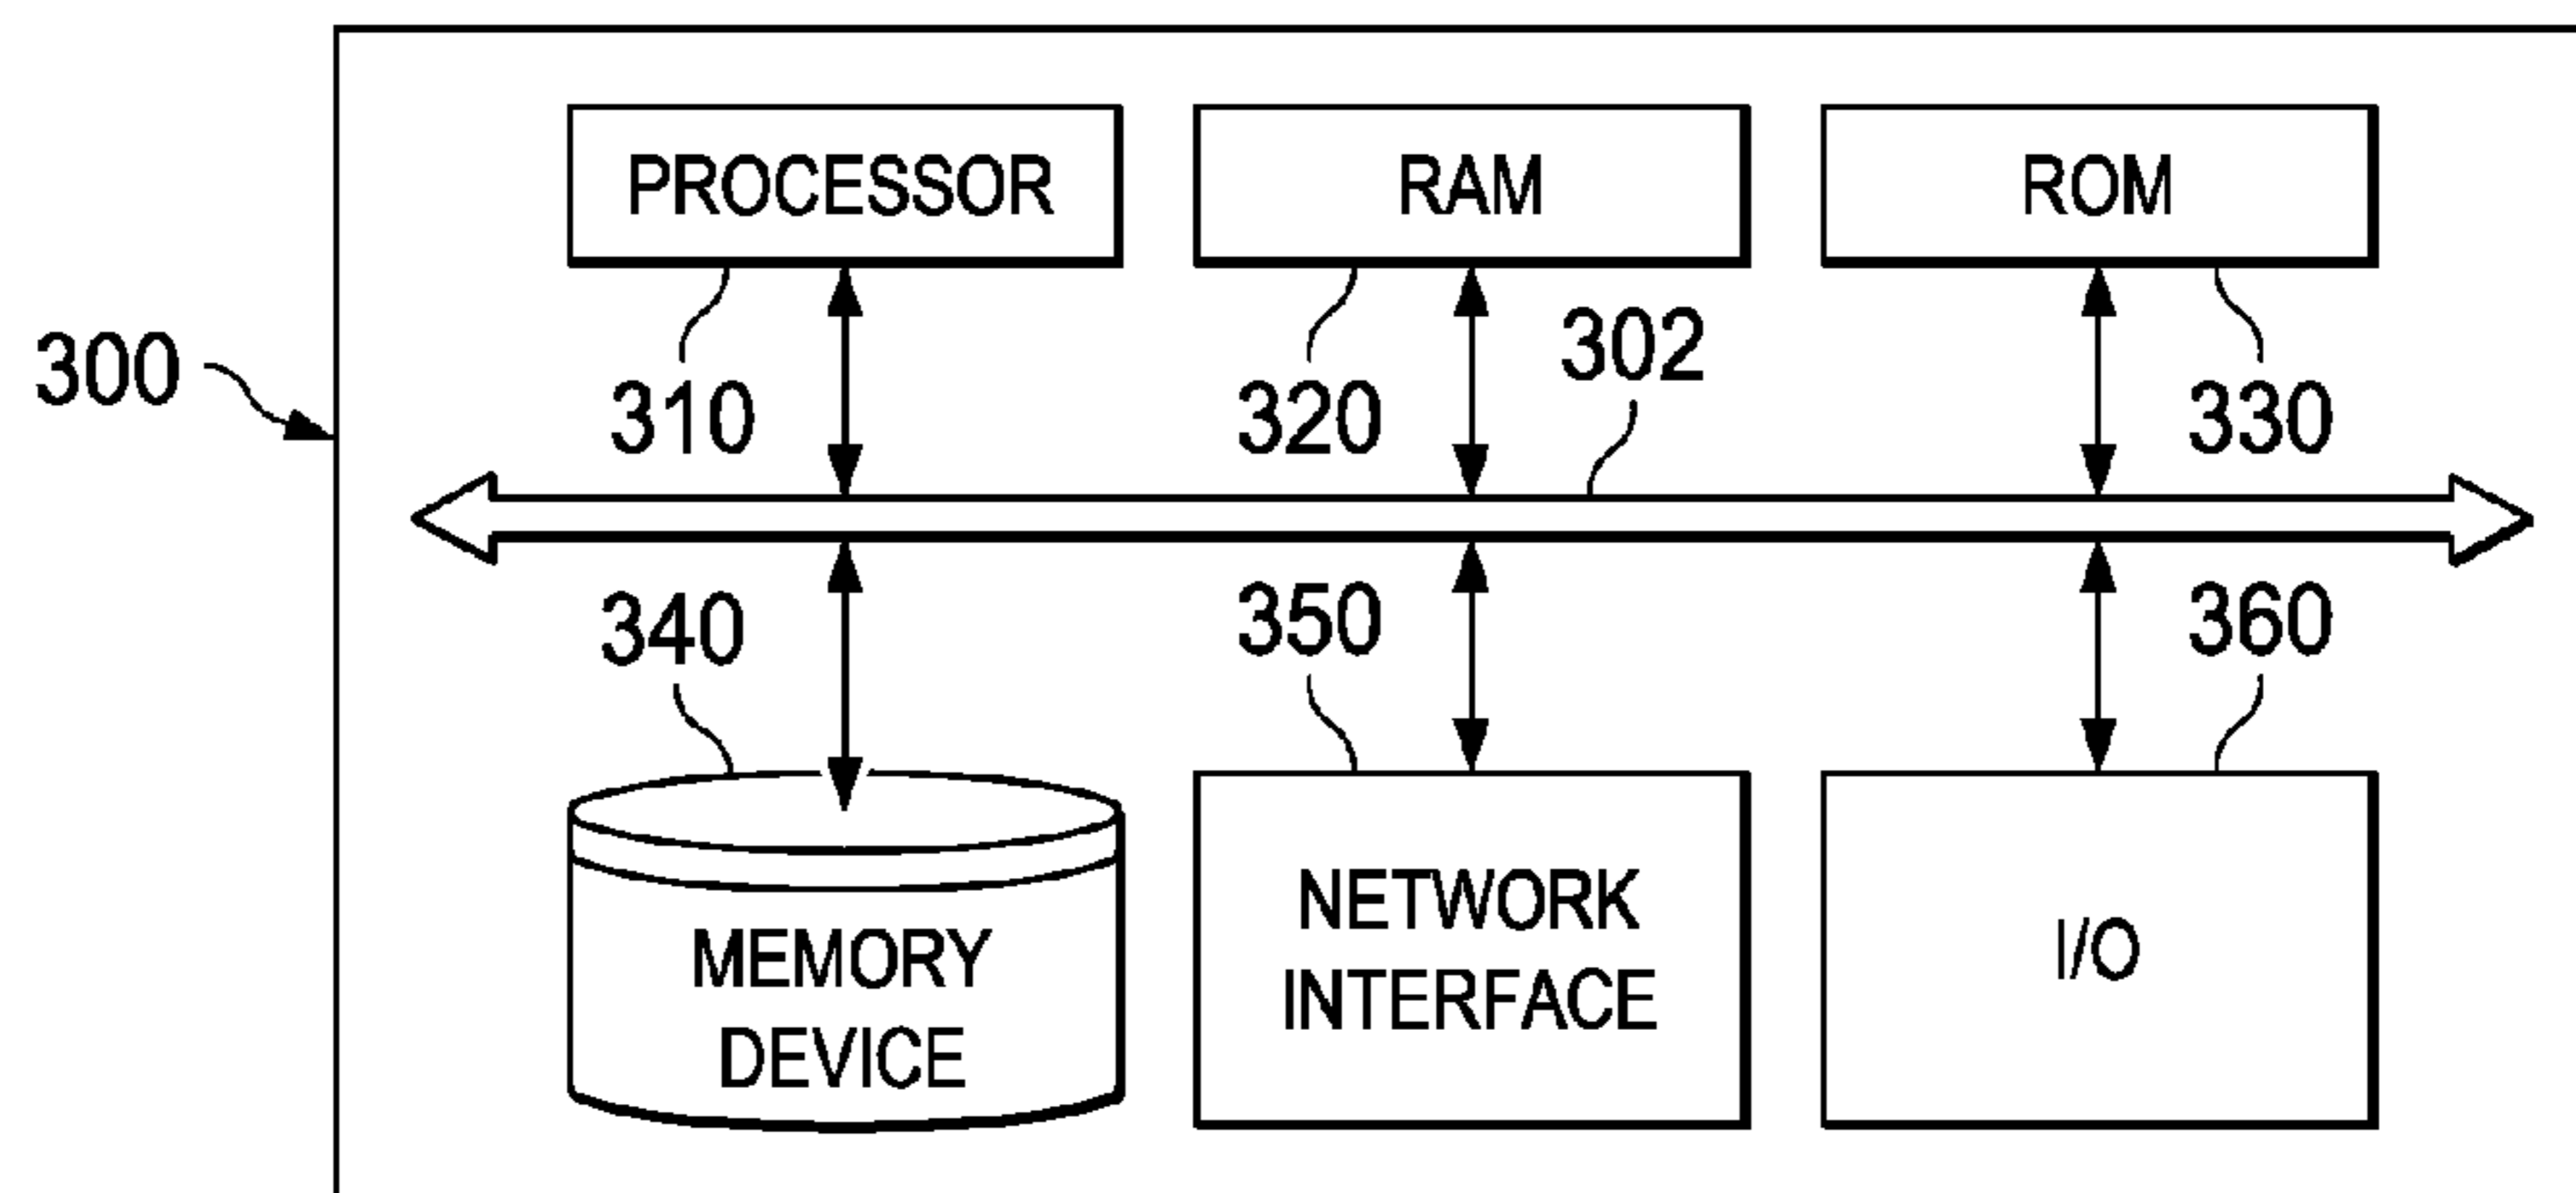 PROCESSOR
RAM
ROM
300
310
320
302
330
340
350
360
MEMORY
DEVICE
NETWORK
INTERFACE
I/O